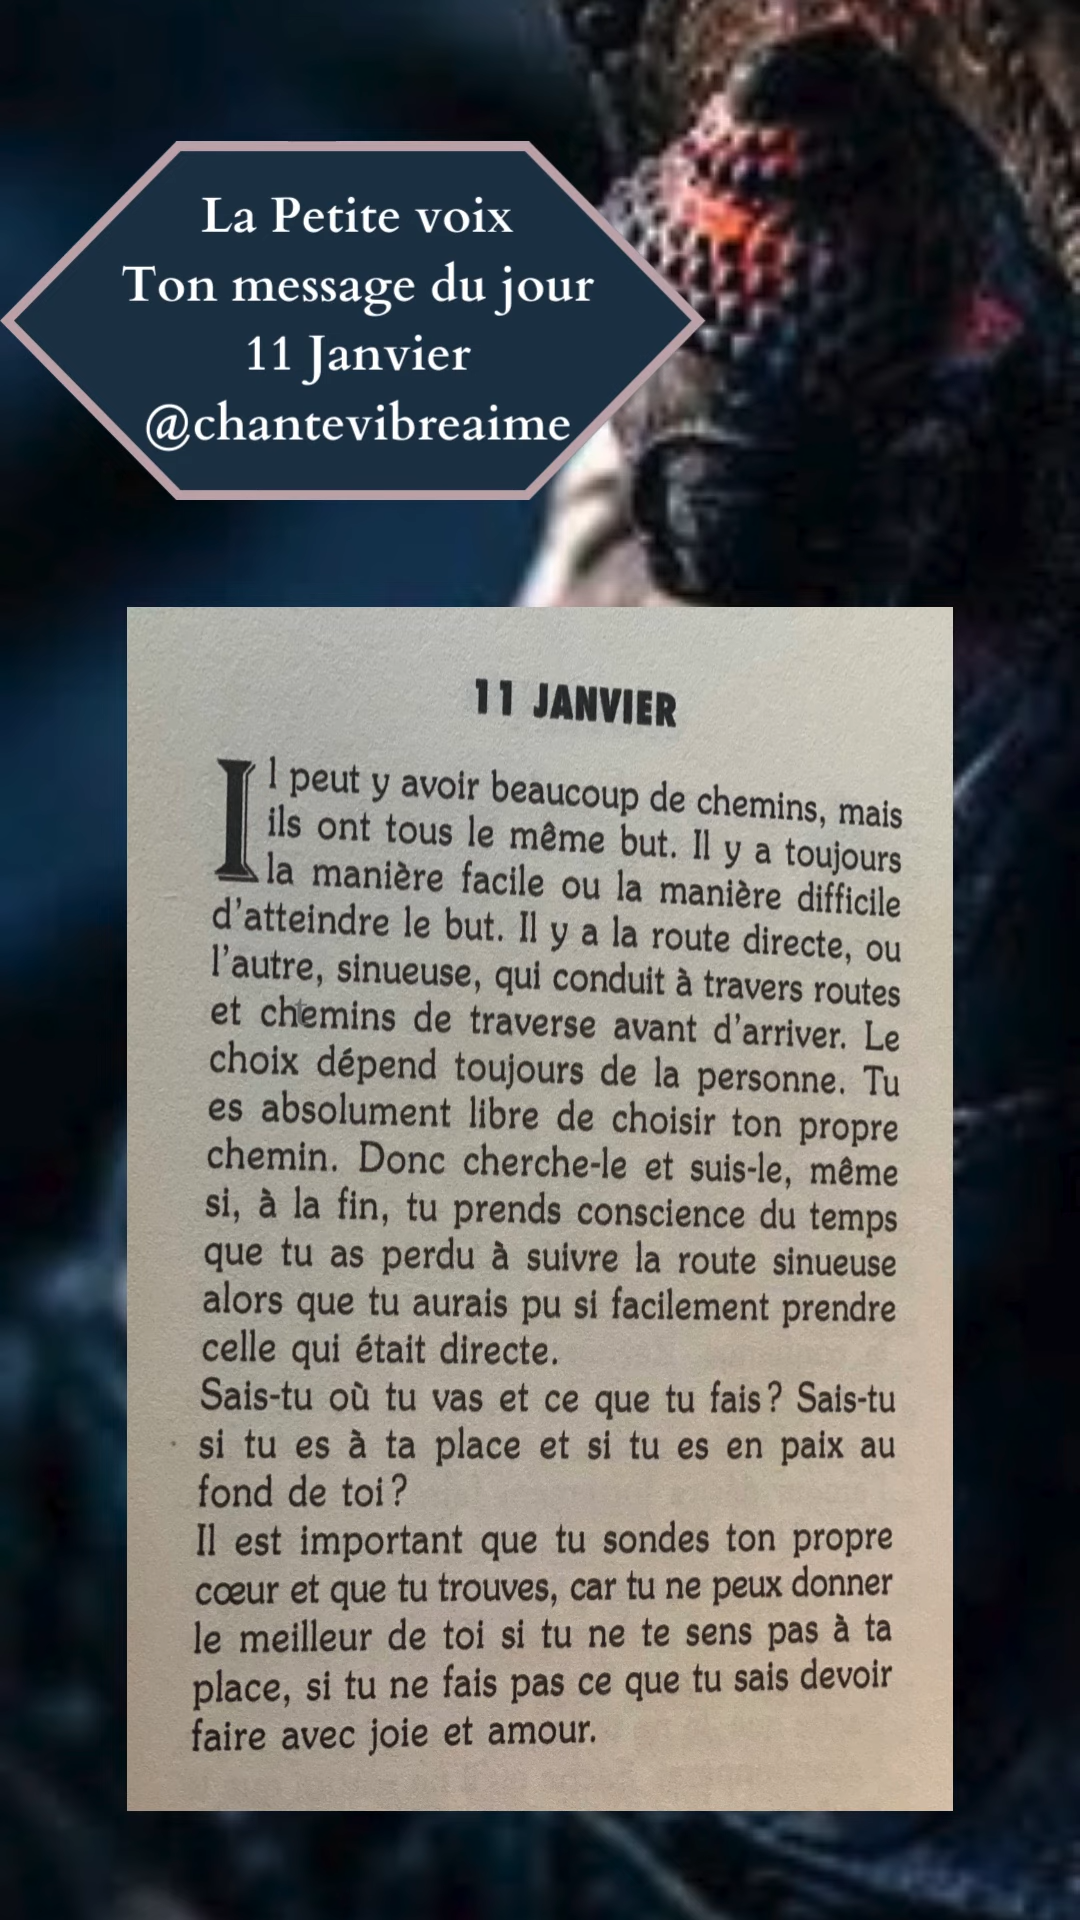 La Petite voix
Ton message du jour
11 Janvier
@chantevibreaime
11 JANVIER
Il peut y avoir beaucoup de chemins, mais
ils ont tous le même but. Il y a toujours
la manière facile ou la manière difficile
d'atteindre le but. Il y a la route directe, ou
l'autre, sinueuse, qui conduit à travers routes
et chemins de traverse avant d'arriver. Le
choix dépend toujours de la personne. Tu
es absolument libre de choisir ton propre
chemin. Donc cherche-le et suis-le, même
si, à la fin, tu prends conscience du temps
que tu as perdu à suivre la route sinueuse
alors que tu aurais pu si facilement prendre
celle qui était directe.
Sais-tu où tu vas et ce que tu fais? Sais-tu
si tu es à ta place et si tu es en paix au
fond de toi?
Il est important que tu sondes ton propre
cœur et que tu trouves, car tu ne peux donner
le meilleur de toi si tu ne te sens pas à ta
place, si tu ne fais pas ce que tu sais devoir
faire avec joie et amour.